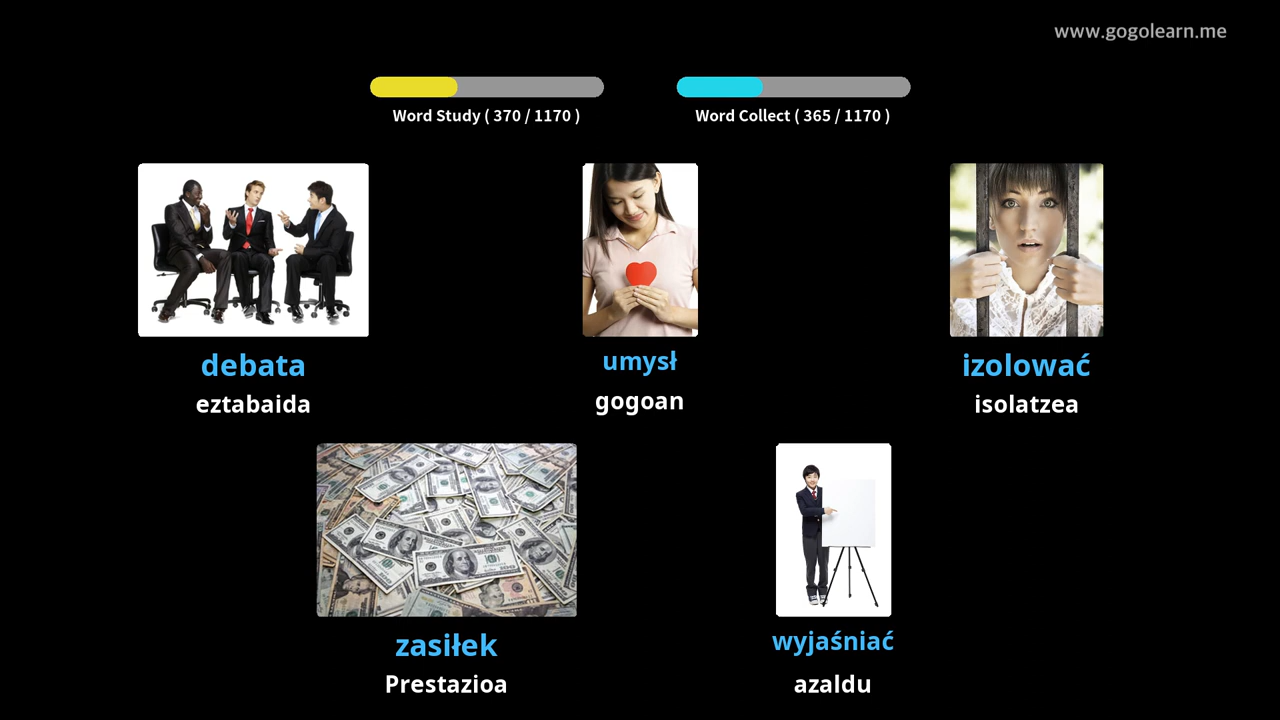 www.gogolearn.me
Word Study ( 370 / 1170 )
Word Collect ( 365 / 1170 )
debata
eztabaida
umysł
gogoan
izolować
isolatzea
zasiłek
Prestazioa
wyjaśniać
azaldu